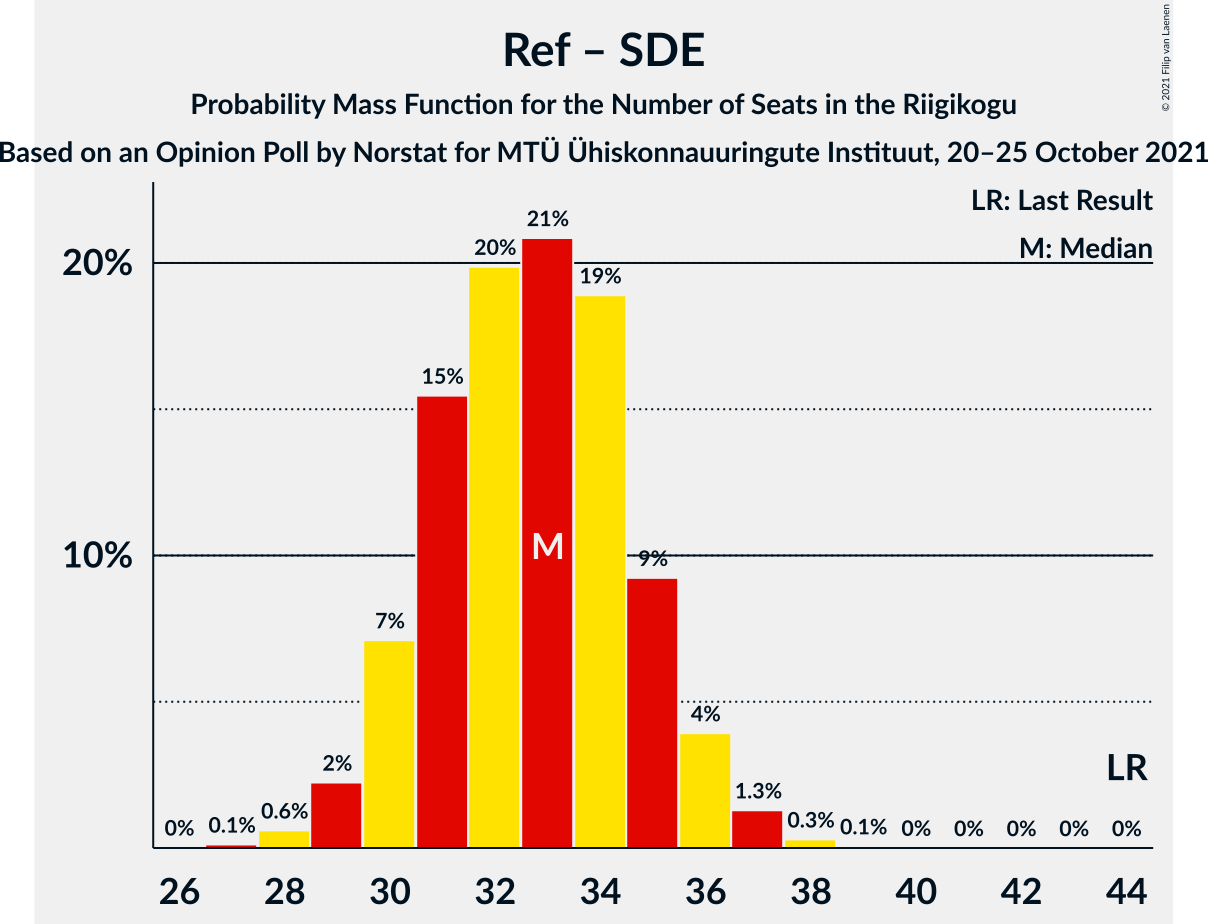 Ref – SDE
Probability Mass Function for the Number of Seats in the Riigikogu
Based on an Opinion Poll by Norstat for MTÜ Ühiskonnauuringute Instituut, 20–25 October 2021
© 2021 Filip van Laenen
LR: Last Result
M: Median
20%
10%
0% 0.1% 0.6% 2% 7% 15% 20% 21% 19% 9% 4% 1.3% 0.3% 0.1% 0% 0% 0% 0% 0%
M
LR
26 28 30 32 34 36 38 40 42 44